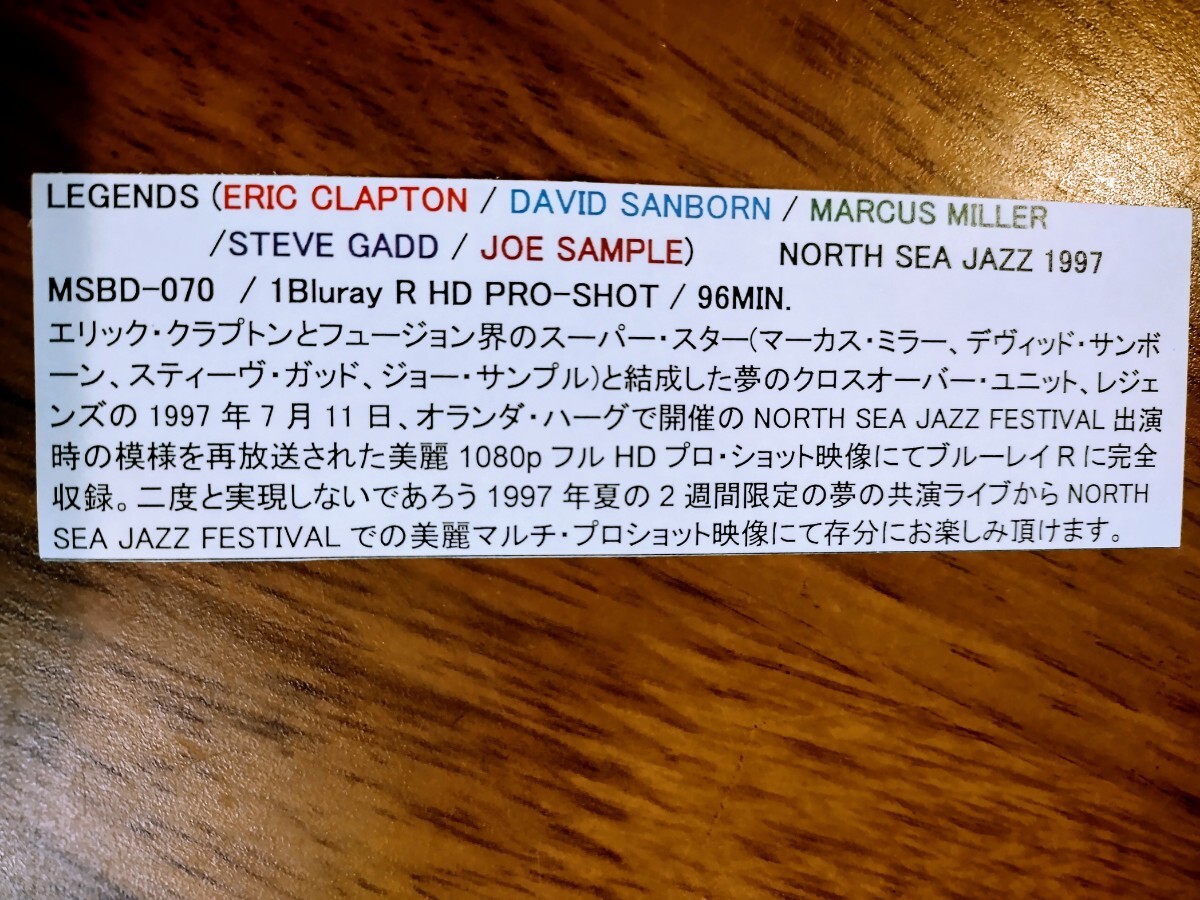 LEGENDS (ERIC CLAPTON / DAVID SANBORN / MARCUS MILLER
/STEVE GADD / JOE SAMPLE) NORTH SEA JAZZ 1997
MSBD-070 / 1Bluray R HD PRO-SHOT / 96MIN.
エリック・クラプトンとフュージョン界のスーパー・スター(マーカス・ミラー、デヴィッド・サンボ
ーン、スティーヴ・ガッド、ジョー・サンプル)と結成した夢のクロスオーバー・ユニット、レジェ
ンズの 1997 年 7 月 11 日、オランダ・ハーグで開催の NORTH SEA JAZZ FESTIVAL 出演
時の模様を再放送された美麗 1080p フル HD プロ・ショット映像にてブルーレイ R に完全
収録。二度と実現しないであろう 1997 年夏の 2 週間限定の夢の共演ライブから NORTH
SEA JAZZ FESTIVAL での美麗マルチ・プロショット映像にて存分にお楽しみ頂けます。